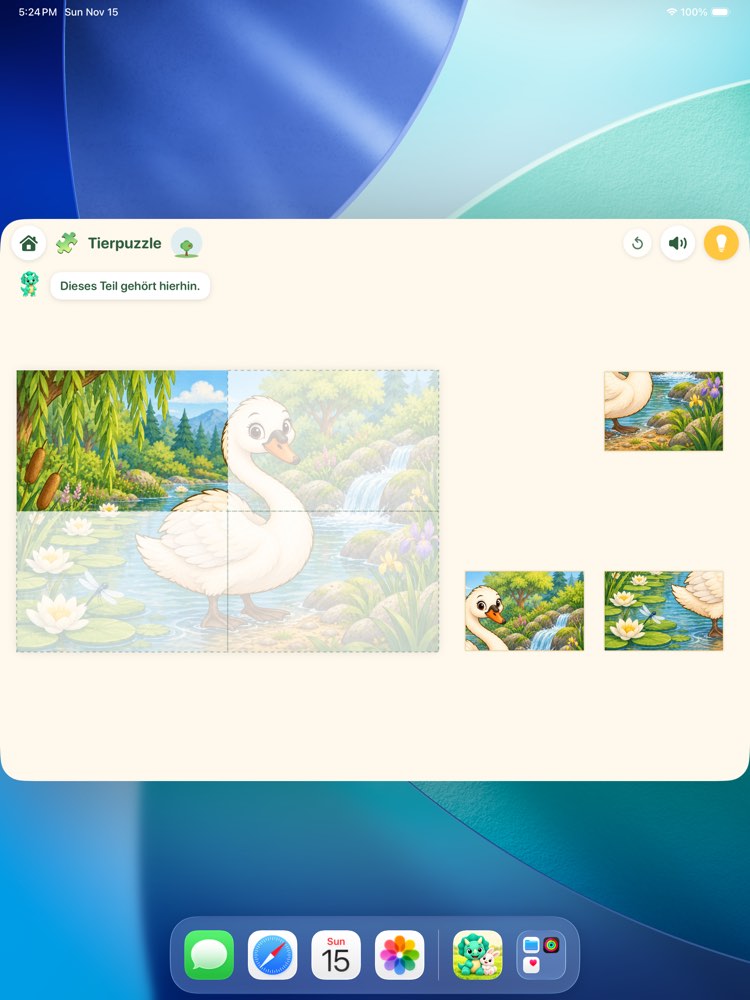 5:24 PM Sun Nov 15
100%
Tierpuzzle
Dieses Teil gehört hierhin.
Sun
15